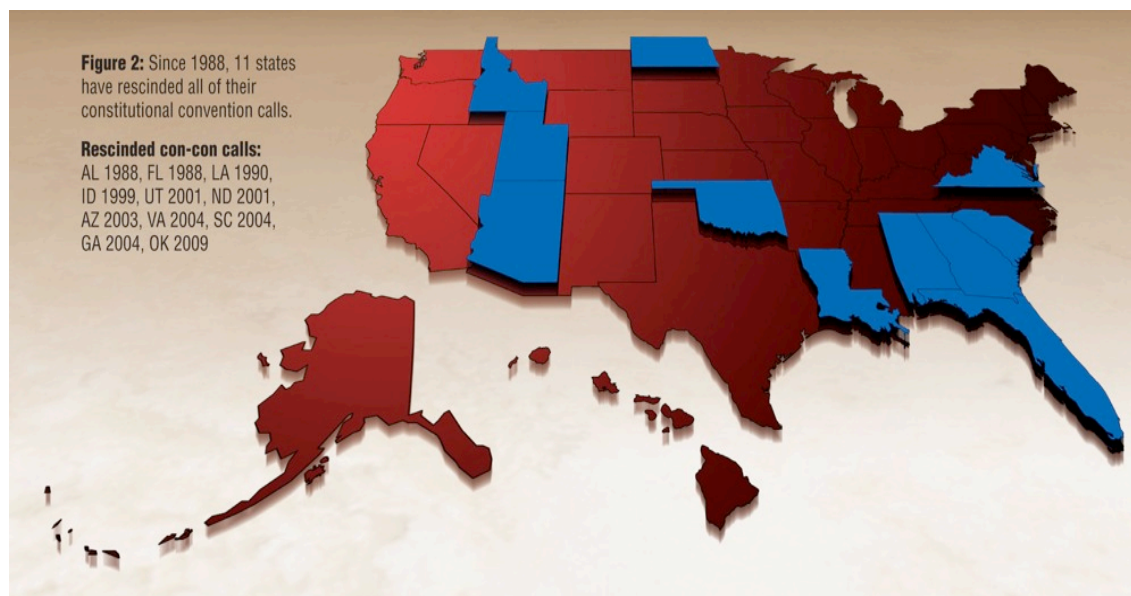 Figure 2: Since 1988, 11 states
have rescinded all of their
constitutional convention calls.
Rescinded con-con calls:
AL 1988, FL 1988, LA 1990,
ID 1999, UT 2001, ND 2001,
AZ 2003, VA 2004, SC 2004,
GA 2004, OK 2009